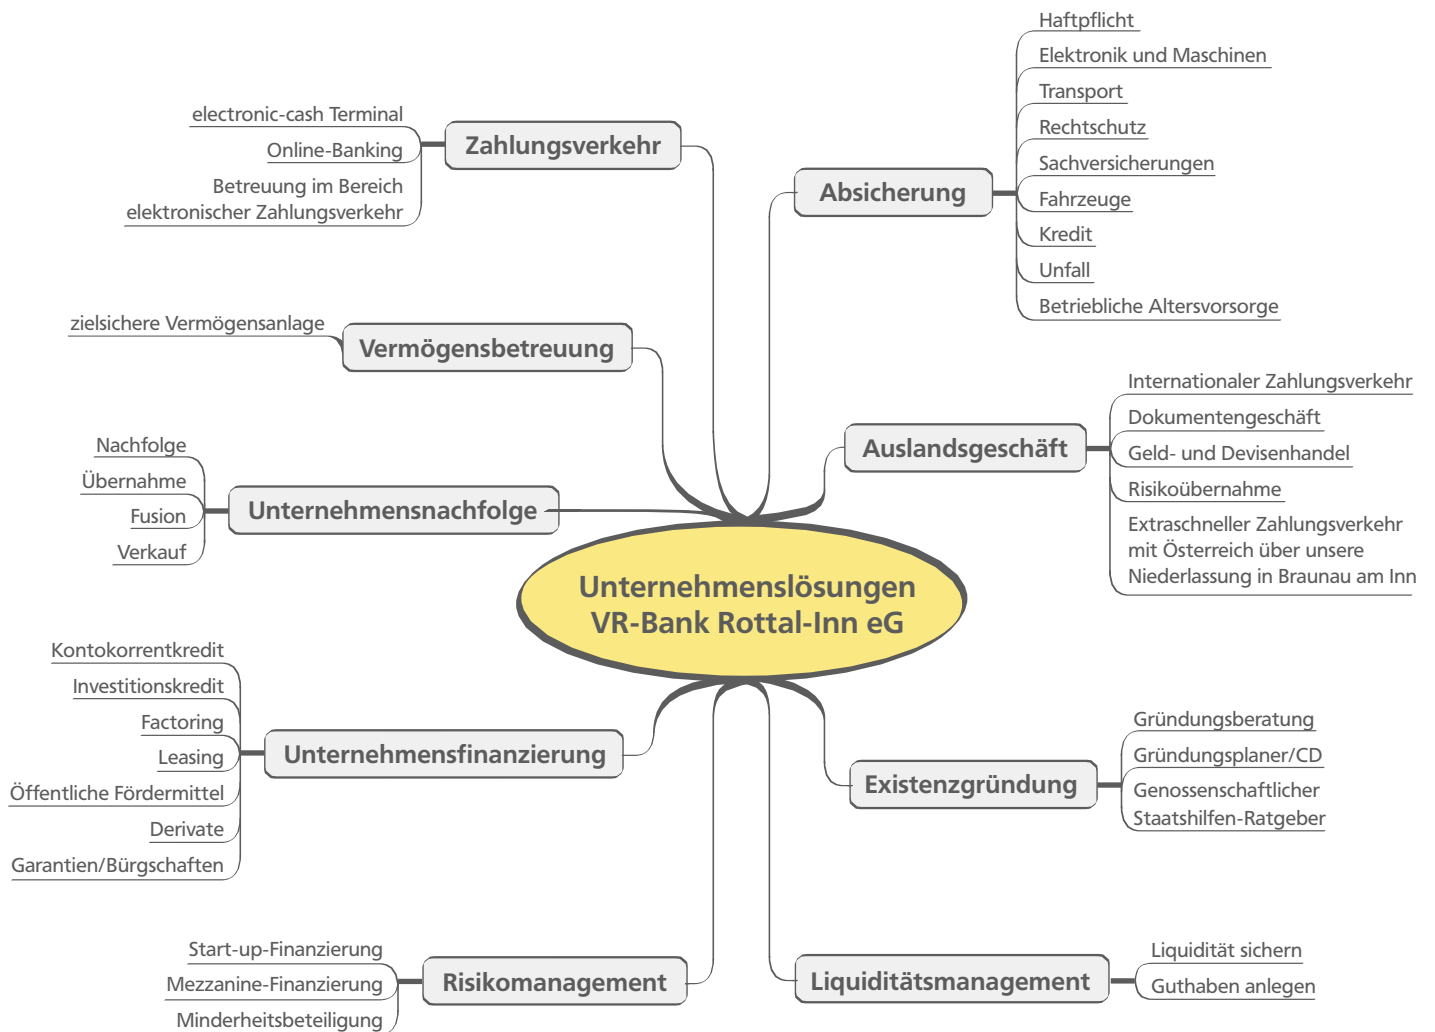 Unternehmenslösungen
VR-Bank Rottal-Inn eG
Zahlungsverkehr
electronic-cash Terminal
Online-Banking
Betreuung im Bereich
elektronischer Zahlungsverkehr
Vermögensbetreuung
zielsichere Vermögensanlage
Unternehmensnachfolge
Nachfolge
Übernahme
Fusion
Verkauf
Unternehmensfinanzierung
Kontokorrentkredit
Investitionskredit
Factoring
Leasing
Öffentliche Fördermittel
Derivate
Garantien/Bürgschaften
Risikomanagement
Start-up-Finanzierung
Mezzanine-Finanzierung
Minderheitsbeteiligung
Absicherung
Haftpflicht
Elektronik und Maschinen
Transport
Rechtschutz
Sachversicherungen
Fahrzeuge
Kredit
Unfall
Betriebliche Altersvorsorge
Auslandsgeschäft
Internationaler Zahlungsverkehr
Dokumentengeschäft
Geld- und Devisenhandel
Risikoübernahme
Extraschneller Zahlungsverkehr
mit Österreich über unsere
Niederlassung in Braunau am Inn
Existenzgründung
Gründungsberatung
Gründungsplaner/CD
Genossenschaftlicher
Staatshilfen-Ratgeber
Liquiditätsmanagement
Liquidität sichern
Guthaben anlegen